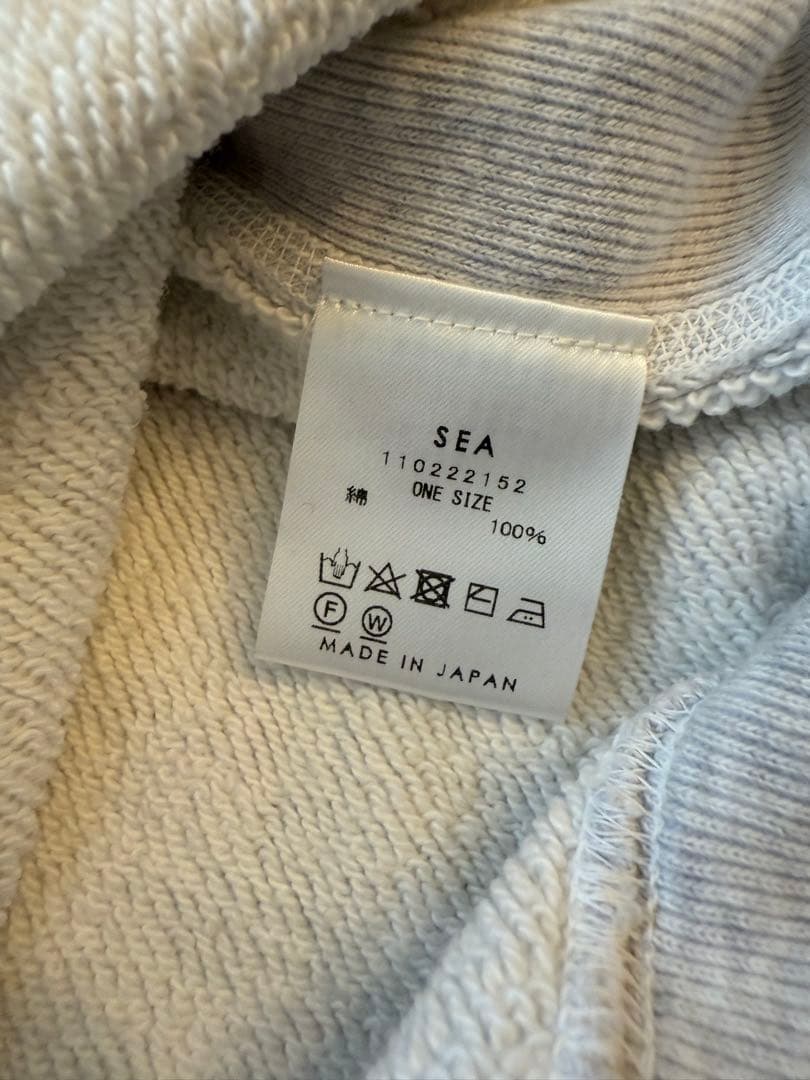 SEA
110222152
ONE SIZE
綿
100%
F W
MADE IN JAPAN